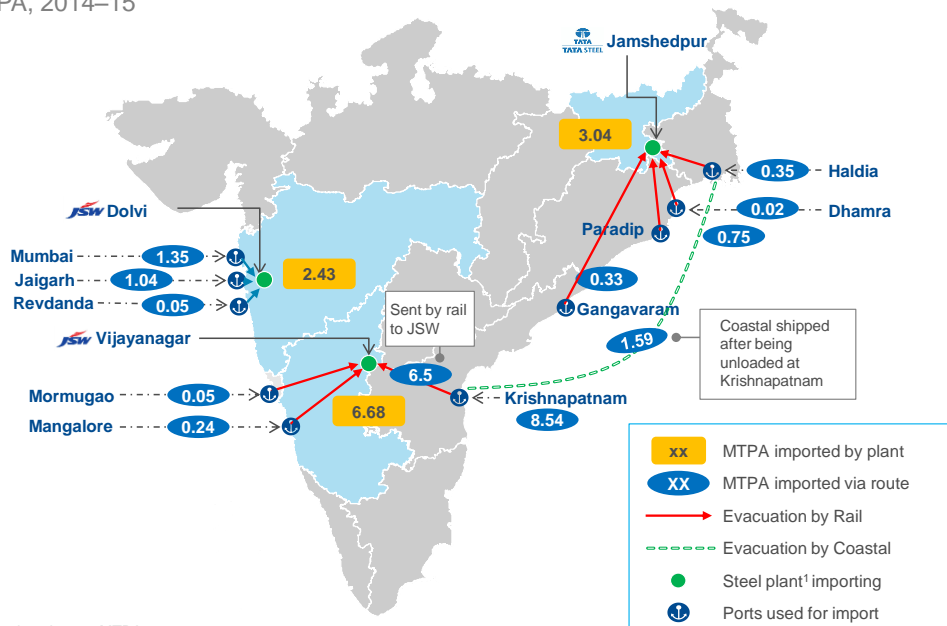 PA, 2014–15
TATA
TATA STEEL
Jamshedpur
3.04
0.35
Haldia
0.02
Dhamra
Paradip
0.75
JSW Dolvi
Mumbai
1.35
Jaigarh
1.04
Revdanda
0.05
2.43
0.33
Gangavaram
Sent by rail
to JSW
JSW Vijayanagar
1.59
Coastal shipped
after being
unloaded at
Krishnapatnam
6.5
Mormugao
0.05
Krishnapatnam
8.54
6.68
Mangalore
0.24
xx MTPA imported by plant
XX MTPA imported via route
Evacuation by Rail
Evacuation by Coastal
Steel plant¹ importing
Ports used for import